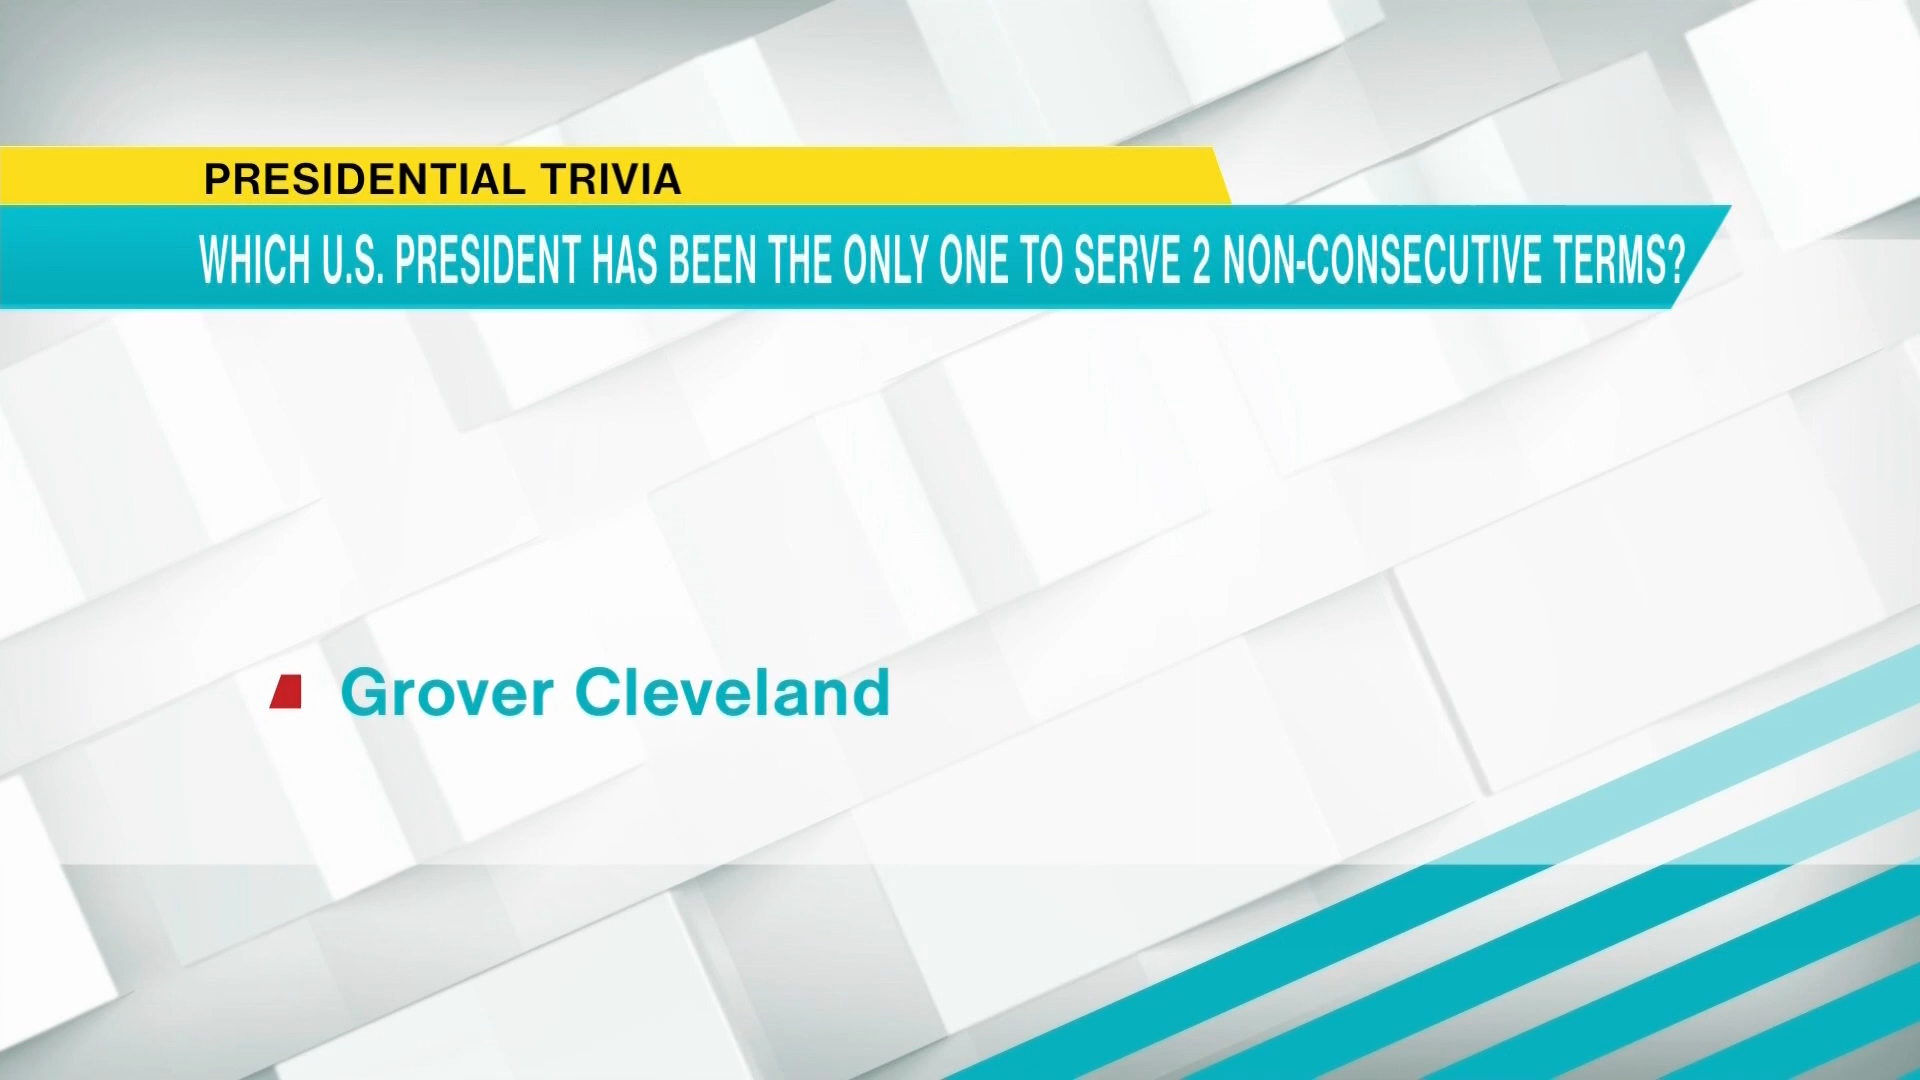 PRESIDENTIAL TRIVIA
WHICH U.S. PRESIDENT HAS BEEN THE ONLY ONE TO SERVE 2 NON-CONSECUTIVE TERMS?
Grover Cleveland